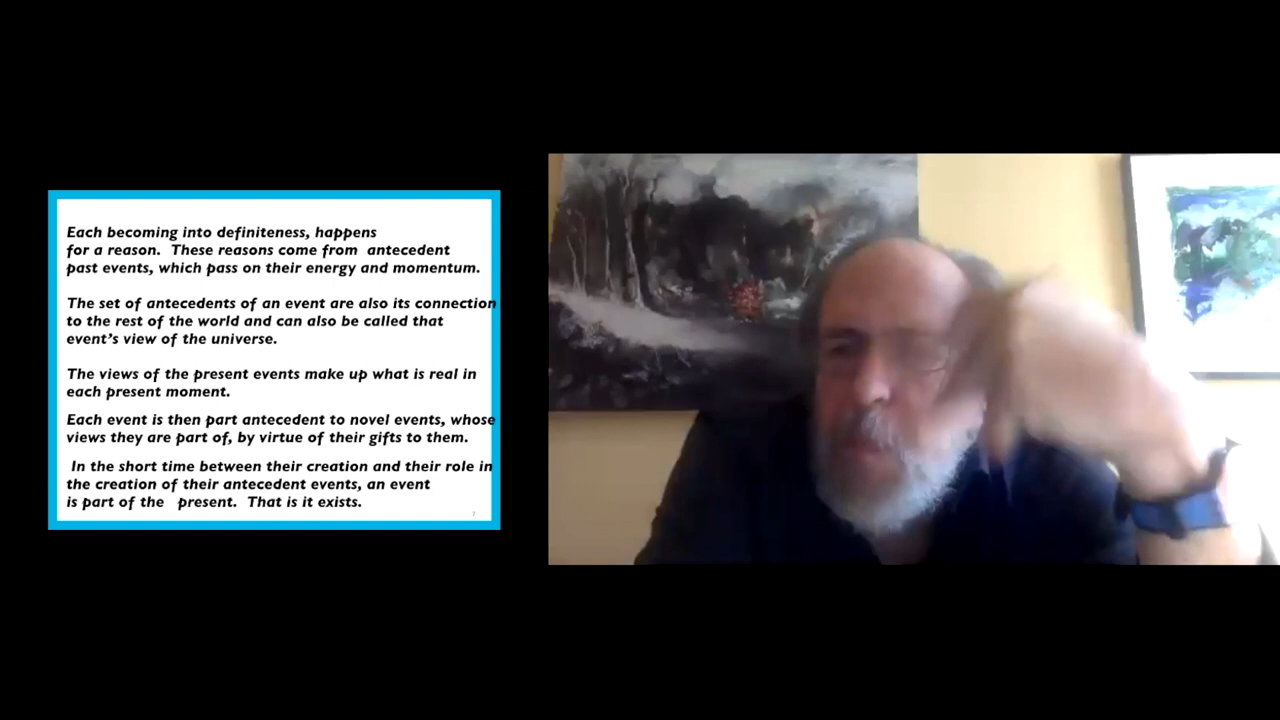 Each becoming into definiteness, happens
for a reason. These reasons come from antecedent
past events, which pass on their energy and momentum.
The set of antecedents of an event are also its connection
to the rest of the world and can also be called that
event's view of the universe.
The views of the present events make up what is real in
each present moment.
Each event is then part antecedent to novel events, whose
views they are part of, by virtue of their gifts to them.
In the short time between their creation and their role in
the creation of their antecedent events, an event
is part of the present. That is it exists.
7